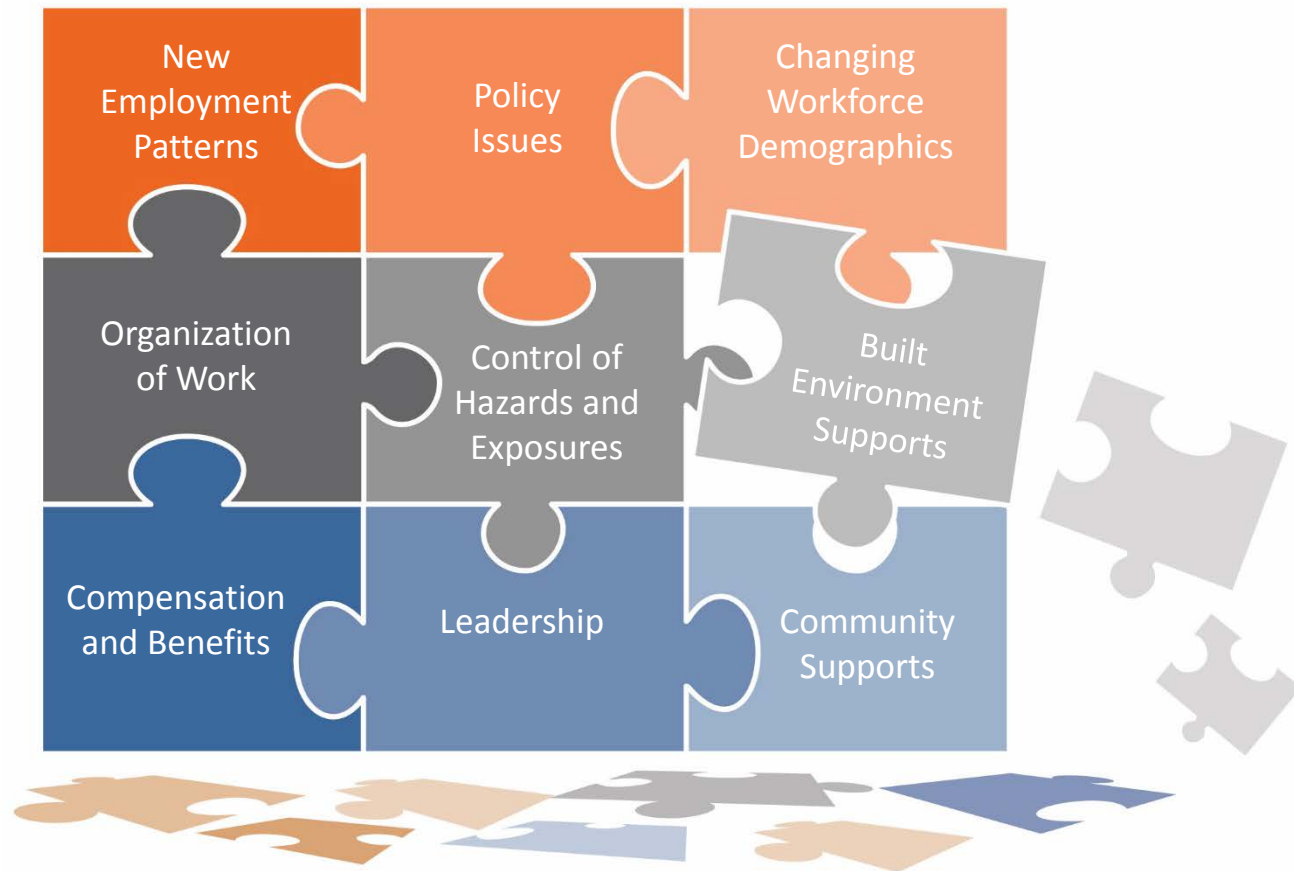 New
Employment
Patterns
Policy
Issues
Changing
Workforce
Demographics
Organization
of Work
Control of
Hazards and
Exposures
Built
Environment
Supports
Compensation
and Benefits
Leadership
Community
Supports